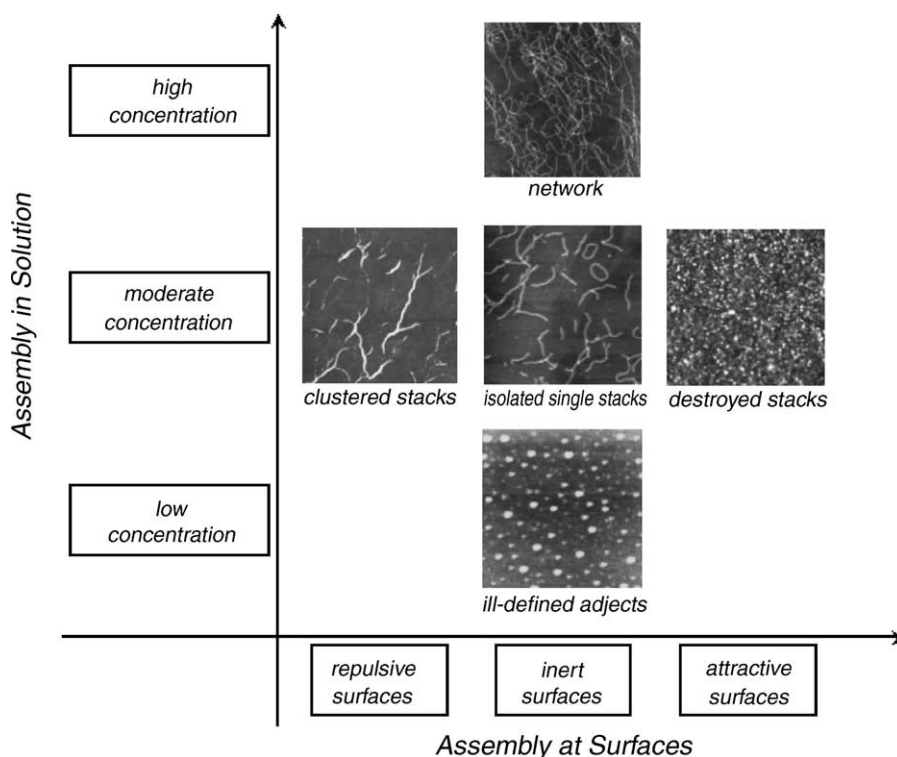 high
concentration
network
Assembly in Solution
moderate
concentration
clustered stacks
isolated single stacks
destroyed stacks
low
concentration
ill-defined adjects
repulsive
surfaces
inert
surfaces
attractive
surfaces
Assembly at Surfaces